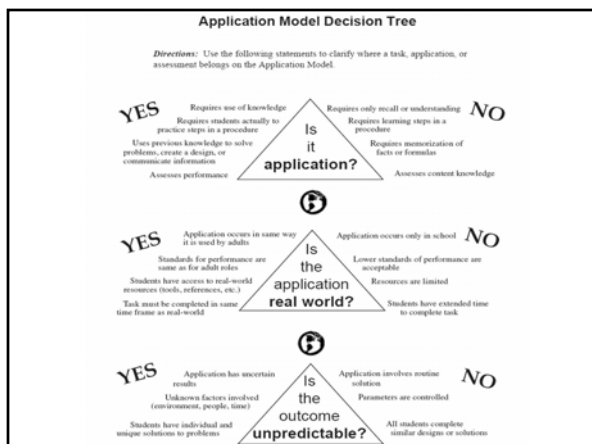 Application Model Decision Tree
Directions: Use the following statements to clarify where a task, application, or
assessment belongs on the Application Model.
YES
Requires use of knowledge
Requires students actually to
practice steps in a procedure
Uses previous knowledge to solve
problems, create a design, or
communicate information
Assesses performance
Is
it
application?
NO
Requires only recall or understanding
Requires learning steps in a
procedure
Requires memorization of
facts or formulas
Assesses content knowledge
YES
Application occurs in same way
it is used by adults
Standards for performance are
same as for adult roles
Students have access to real-world
resources (tools, references, etc.)
Task must be completed in same
time frame as real-world
Is
the
application
real world?
NO
Application occurs only in school
Lower standards of performance are
acceptable
Resources are limited
Students have extended time
to complete task
YES
Application has uncertain
results
Unknown factors involved
(environment, people, time)
Students have individual and
unique solutions to problems
Is
the
outcome
unpredictable?
NO
Application involves routine
solution
Parameters are controlled
All students complete
similar designs or solutions